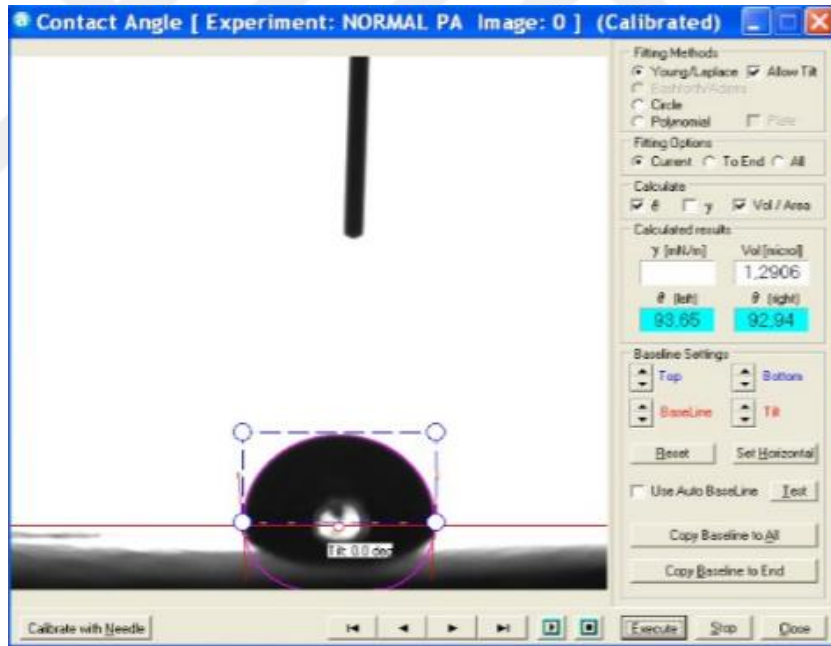 Contact Angle [ Experiment: NORMAL PA Image: 0 ] (Calibrated)
Fitting Methods
Young/Laplace Allow Tilt
Bashforth/Adams
Circle
Polynomial Plate
Fitting Options
Current To End All
Calculate
θ γ Vol / Area
Calculated results
γ [mN/m] Vol [microl]
1,2906
θ (left) θ (right)
93,65 92,94
Baseline Settings
Top Bottom
BaseLine Tilt
Reset Set Horizontal
Use Auto BaseLine Test
Tilt: 0.0 deg
Copy Baseline to All
Copy Baseline to End
Calibrate with Needle Execute Stop Close